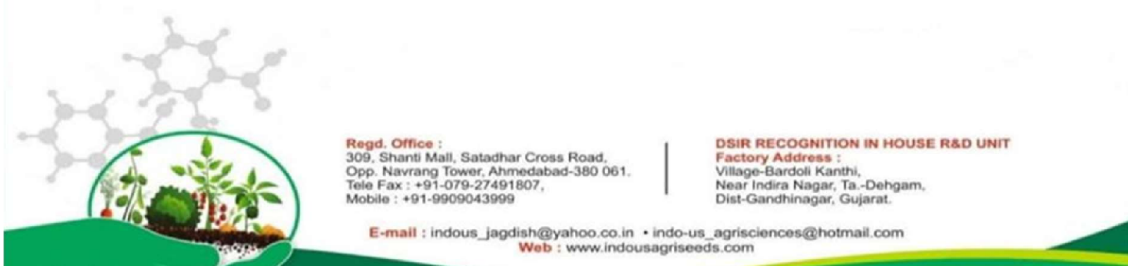 Regd. Office :
309, Shanti Mall, Satadhar Cross Road,
Opp. Navrang Tower, Ahmedabad-380 061.
Tele Fax : +91-079-27491807,
Mobile : +91-9909043999
DSIR RECOGNITION IN HOUSE R&D UNIT
Factory Address :
Village-Bardoli Kanthi,
Near Indira Nagar, Ta.-Dehgam,
Dist-Gandhinagar, Gujarat.
E-mail : indous_jagdish@yahoo.co.in • indo-us_agrisciences@hotmail.com
Web : www.indousagriseeds.com